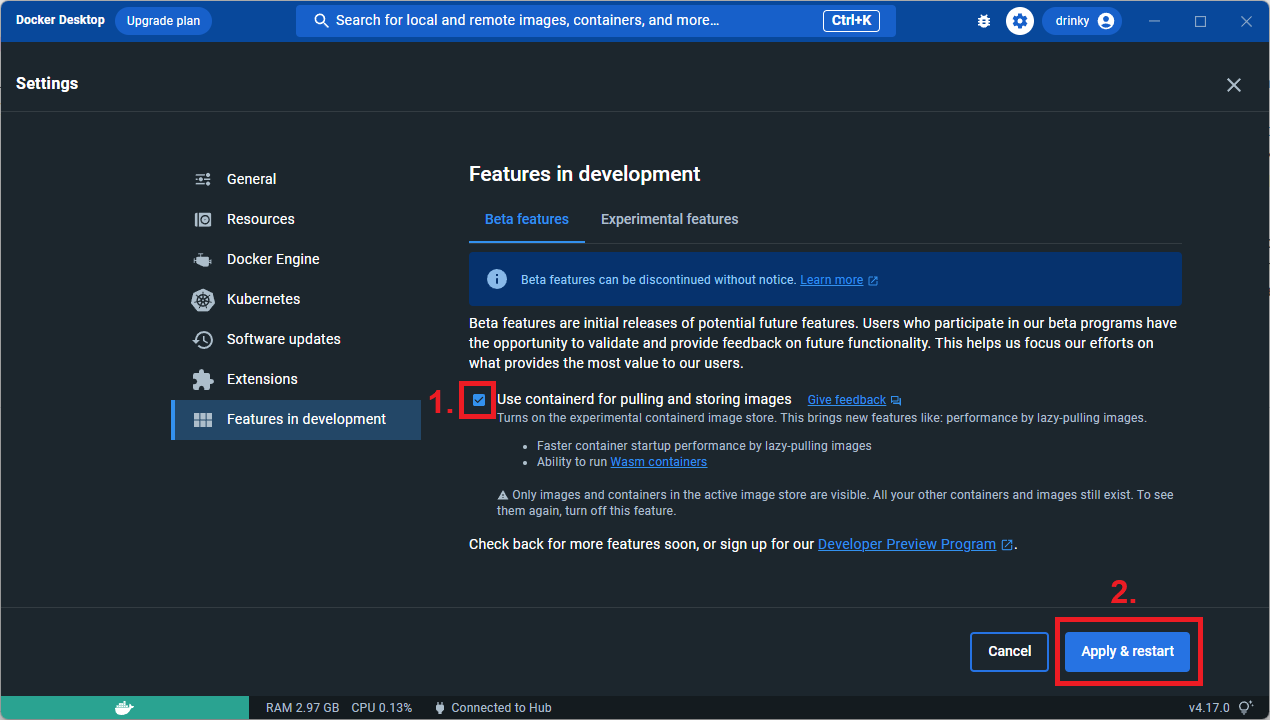 Docker Desktop
Upgrade plan
Search for local and remote images, containers, and more...
Ctrl+K
drinky
Settings
General
Resources
Docker Engine
Kubernetes
Software updates
Extensions
Features in development
Features in development
Beta features
Experimental features
Beta features can be discontinued without notice. Learn more
Beta features are initial releases of potential future features. Users who participate in our beta programs have
the opportunity to validate and provide feedback on future functionality. This helps us focus our efforts on
what provides the most value to our users.
1.
Use containerd for pulling and storing images Give feedback
Turns on the experimental containerd image store. This brings new features like: performance by lazy-pulling images.
• Faster container startup performance by lazy-pulling images
• Ability to run Wasm containers
Only images and containers in the active image store are visible. All your other containers and images still exist. To see
them again, turn off this feature.
Check back for more features soon, or sign up for our Developer Preview Program.
2.
Cancel
Apply & restart
RAM 2.97 GB CPU 0.13% Connected to Hub
v4.17.0